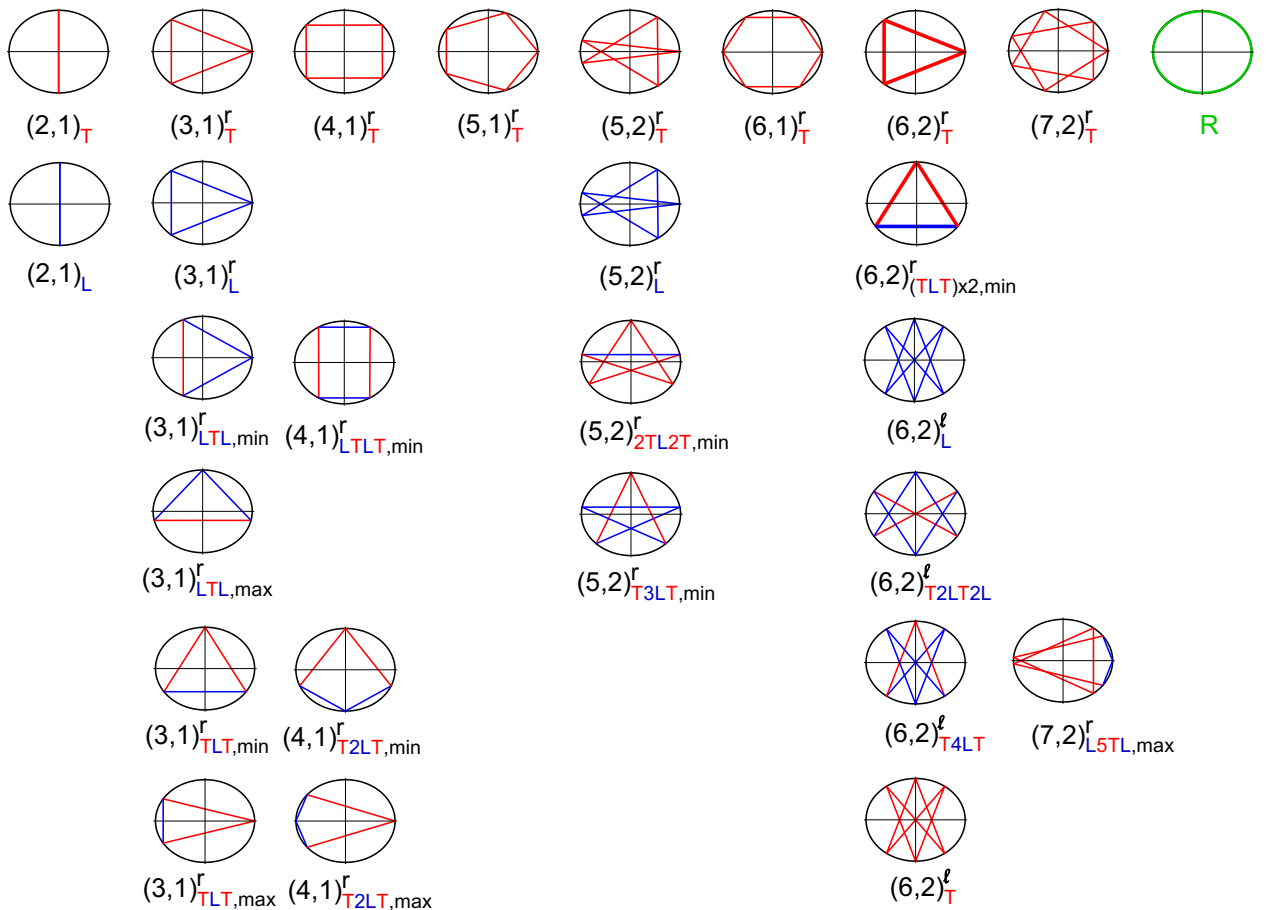 (2,1)T (3,1)rT (4,1)rT (5,1)rT (5,2)rT (6,1)rT (6,2)rT (7,2)rT R
(2,1)L (3,1)rL (5,2)rL (6,2)r(TLT)x2,min
(3,1)rLTL,min (4,1)rLTLT,min (5,2)r2TL2T,min (6,2)ℓL
(3,1)rLTL,max (5,2)rT3LT,min (6,2)ℓT2LT2L
(3,1)rTLT,min (4,1)rT2LT,min (6,2)ℓT4LT (7,2)rL5TL,max
(3,1)rTLT,max (4,1)rT2LT,max (6,2)ℓT